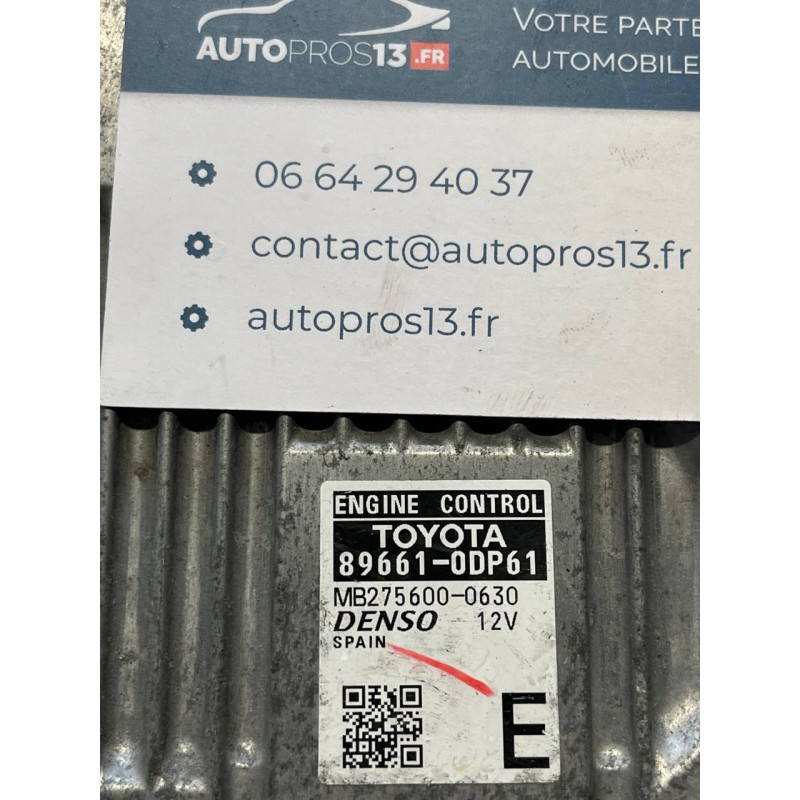 AUTOPROS13.FR
VOTRE PARTE
AUTOMOBILE
06 64 29 40 37
contact@autopros13.fr
autopros13.fr
ENGINE CONTROL
TOYOTA
89661-0DP61
MB275600-0630
DENSO 12V
SPAIN
E